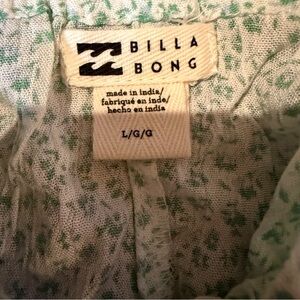 BILLA
BONG
made in india/
fabriqué en inde/
hecho en india
L/G/G